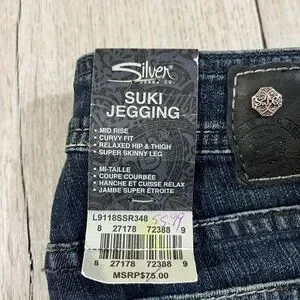 Silver
JEANS CO.
SUKI
JEGGING
• MID RISE
• CURVY FIT
• RELAXED HIP & THIGH
• SUPER SKINNY LEG
• MI-TAILLE
• COUPE COURBÉE
• HANCHE ET CUISSE RELAX
• JAMBE SUPER ÉTROITE
L9118SSR348
55.99
8 27178 72388 9
8 27178 72388 9
MSRP$75.00